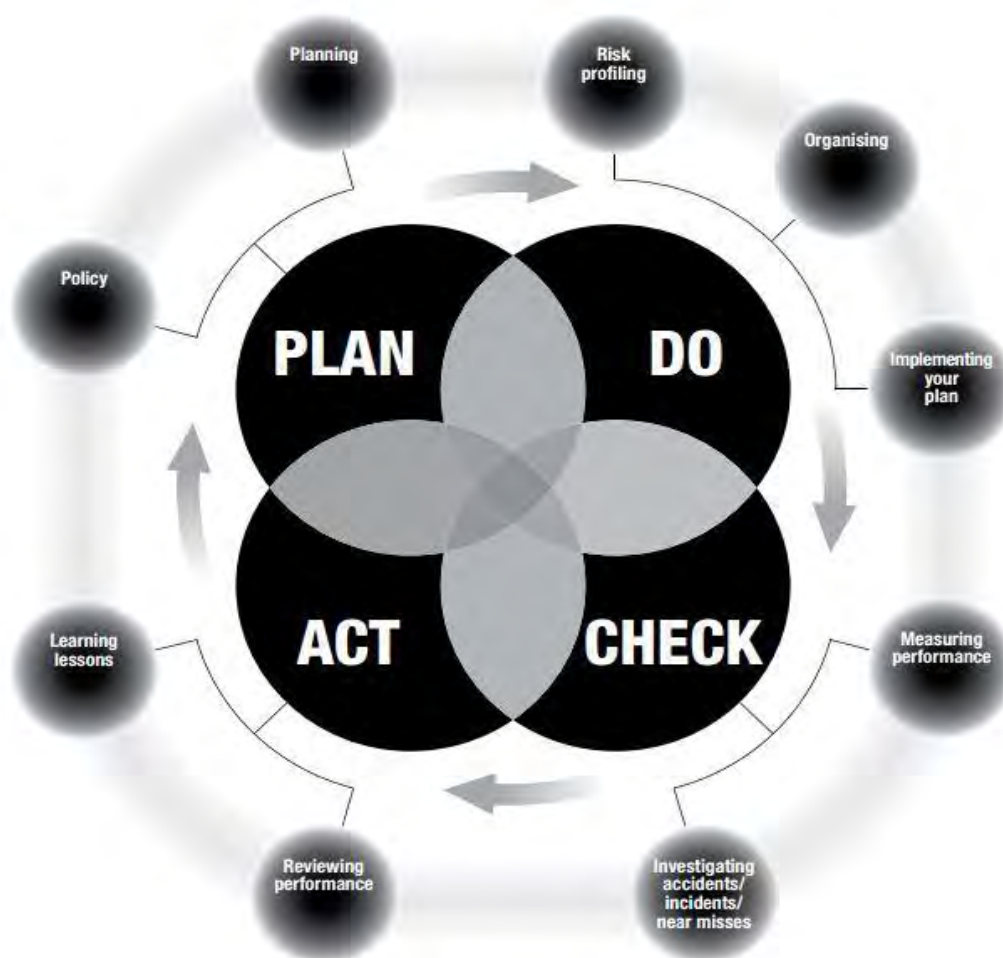 Planning
Risk
profiling
Organising
Policy
PLAN
DO
Implementing
your
plan
ACT
CHECK
Learning
lessons
Measuring
performance
Reviewing
performance
Investigating
accidents/
incidents/
near misses